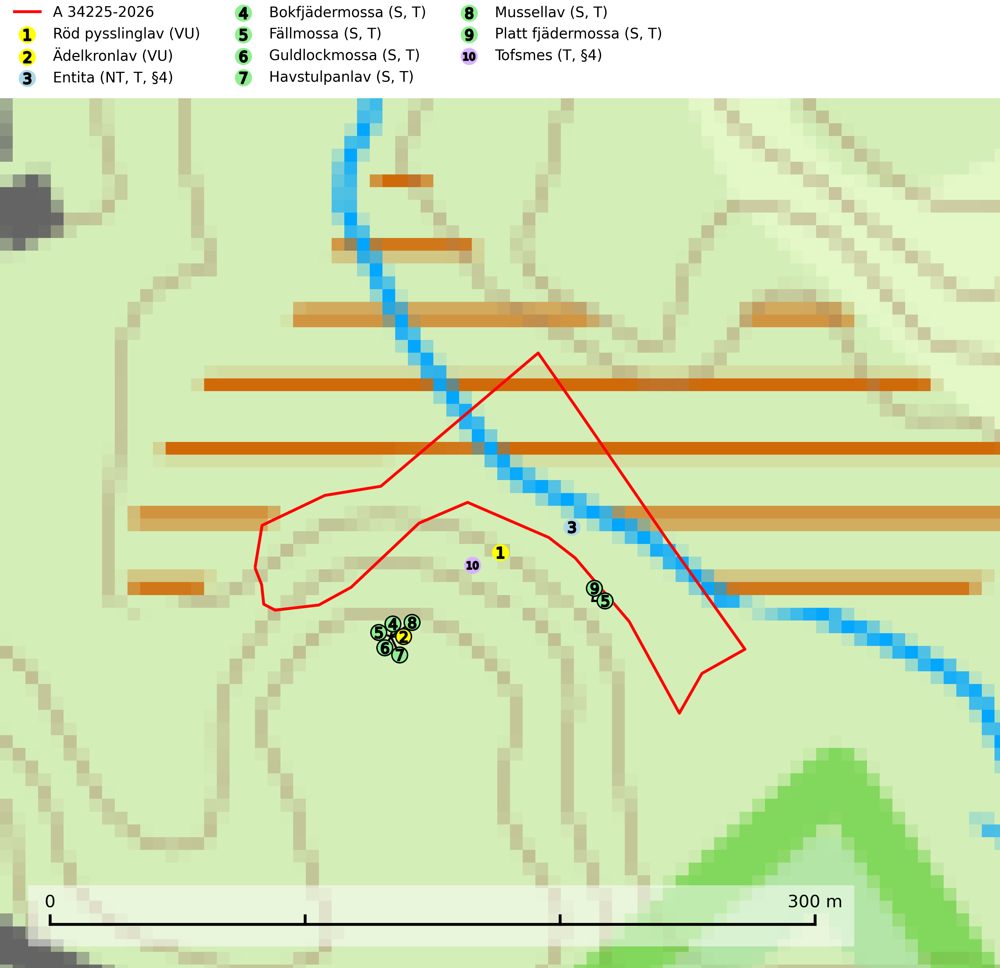 A 34225-2026
1 Röd pysslinglav (VU)
2 Ädelkronlav (VU)
3 Entita (NT, T, §4)
4 Bokfjädermossa (S, T)
5 Fällmossa (S, T)
6 Guldlockmossa (S, T)
7 Havstulpanlav (S, T)
8 Mussellav (S, T)
9 Platt fjädermossa (S, T)
10 Tofsmes (T, §4)
3
1
10
9
5
4 8
5 2
6 7
0 300 m